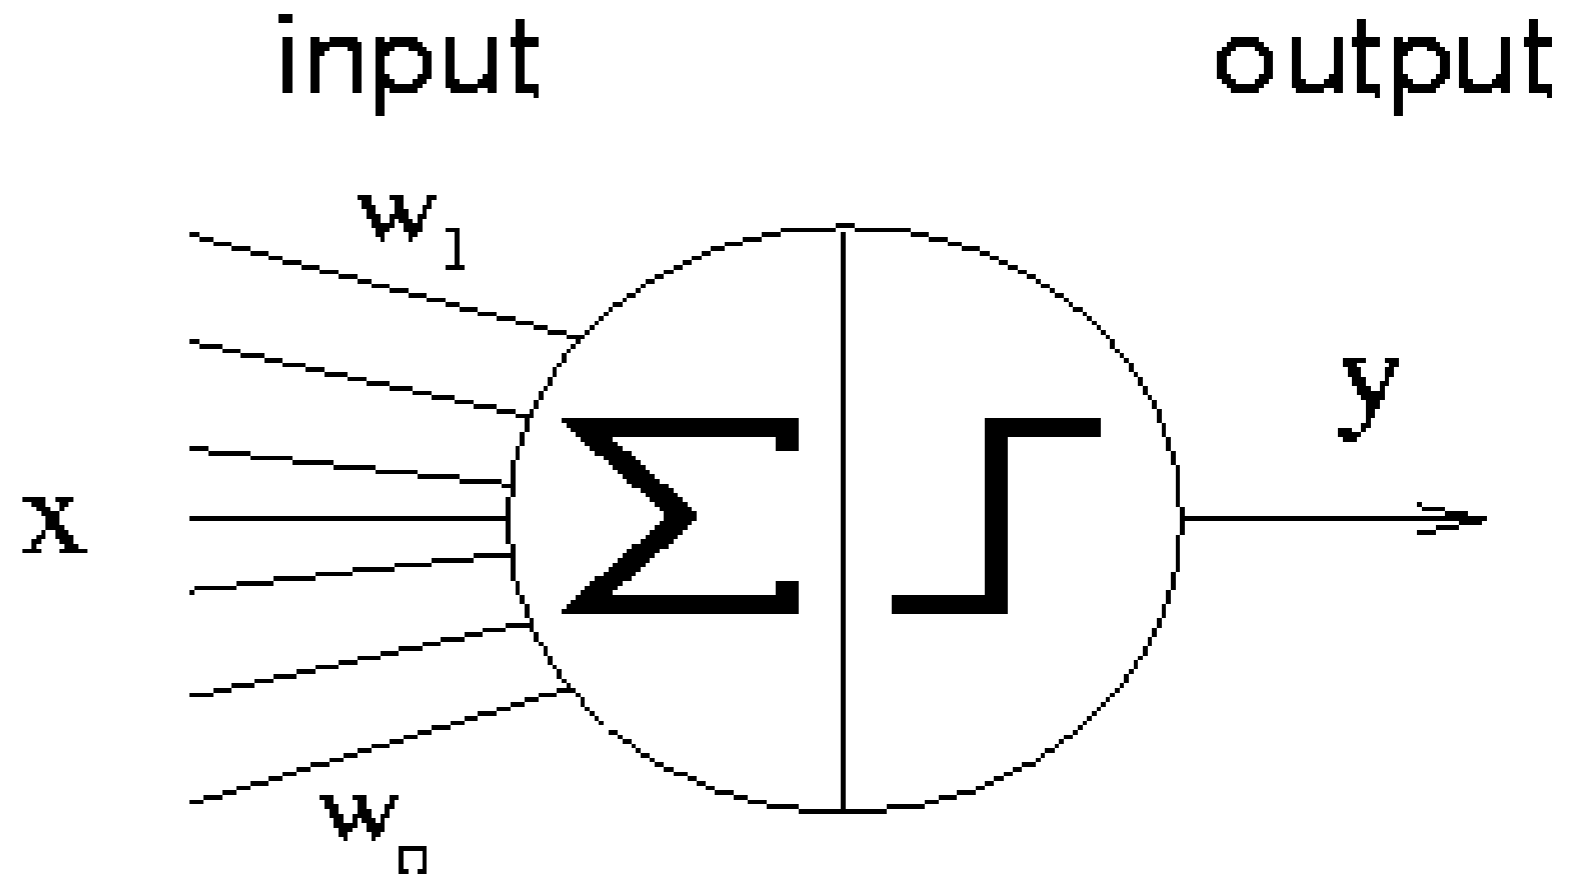 input output
w1
y
x
Σ
wn